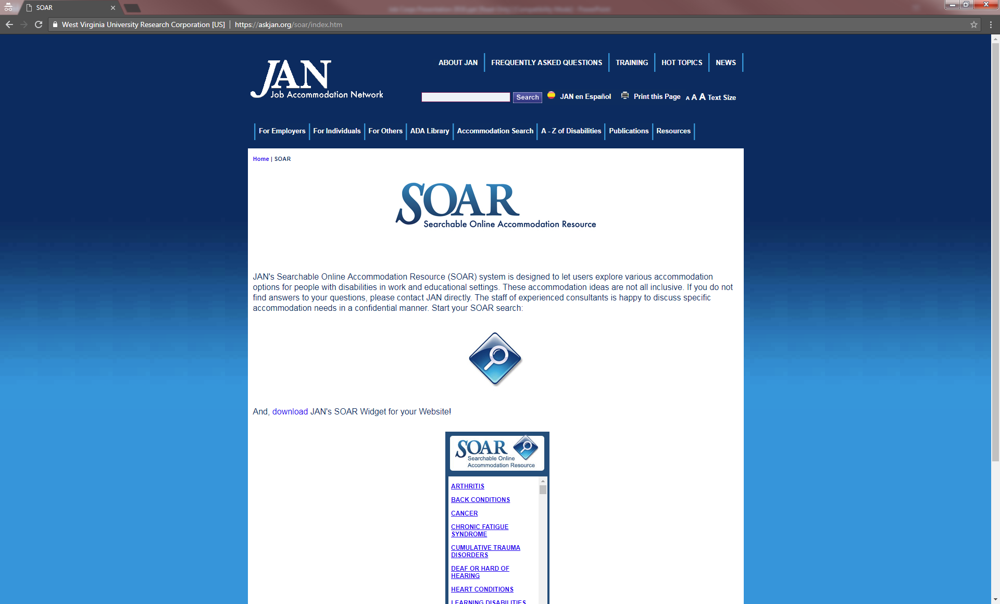 SOAR
West Virginia University Research Corporation [US] | https://askjan.org/soar/index.htm
JAN
Job Accommodation Network
ABOUT JAN
FREQUENTLY ASKED QUESTIONS
TRAINING
HOT TOPICS
NEWS
Search
JAN en Español
Print this Page
A A A Text Size
For Employers
For Individuals
For Others
ADA Library
Accommodation Search
A - Z of Disabilities
Publications
Resources
Home | SOAR
SOAR
Searchable Online Accommodation Resource
JAN's Searchable Online Accommodation Resource (SOAR) system is designed to let users explore various accommodation
options for people with disabilities in work and educational settings. These accommodation ideas are not all inclusive. If you do not
find answers to your questions, please contact JAN directly. The staff of experienced consultants is happy to discuss specific
accommodation needs in a confidential manner. Start your SOAR search:
And, download JAN's SOAR Widget for your Website!
SOAR
Searchable Online
Accommodation Resource
ARTHRITIS
BACK CONDITIONS
CANCER
CHRONIC FATIGUE
SYNDROME
CUMULATIVE TRAUMA
DISORDERS
DEAF OR HARD OF
HEARING
HEART CONDITIONS
LEARNING DISABILITIES